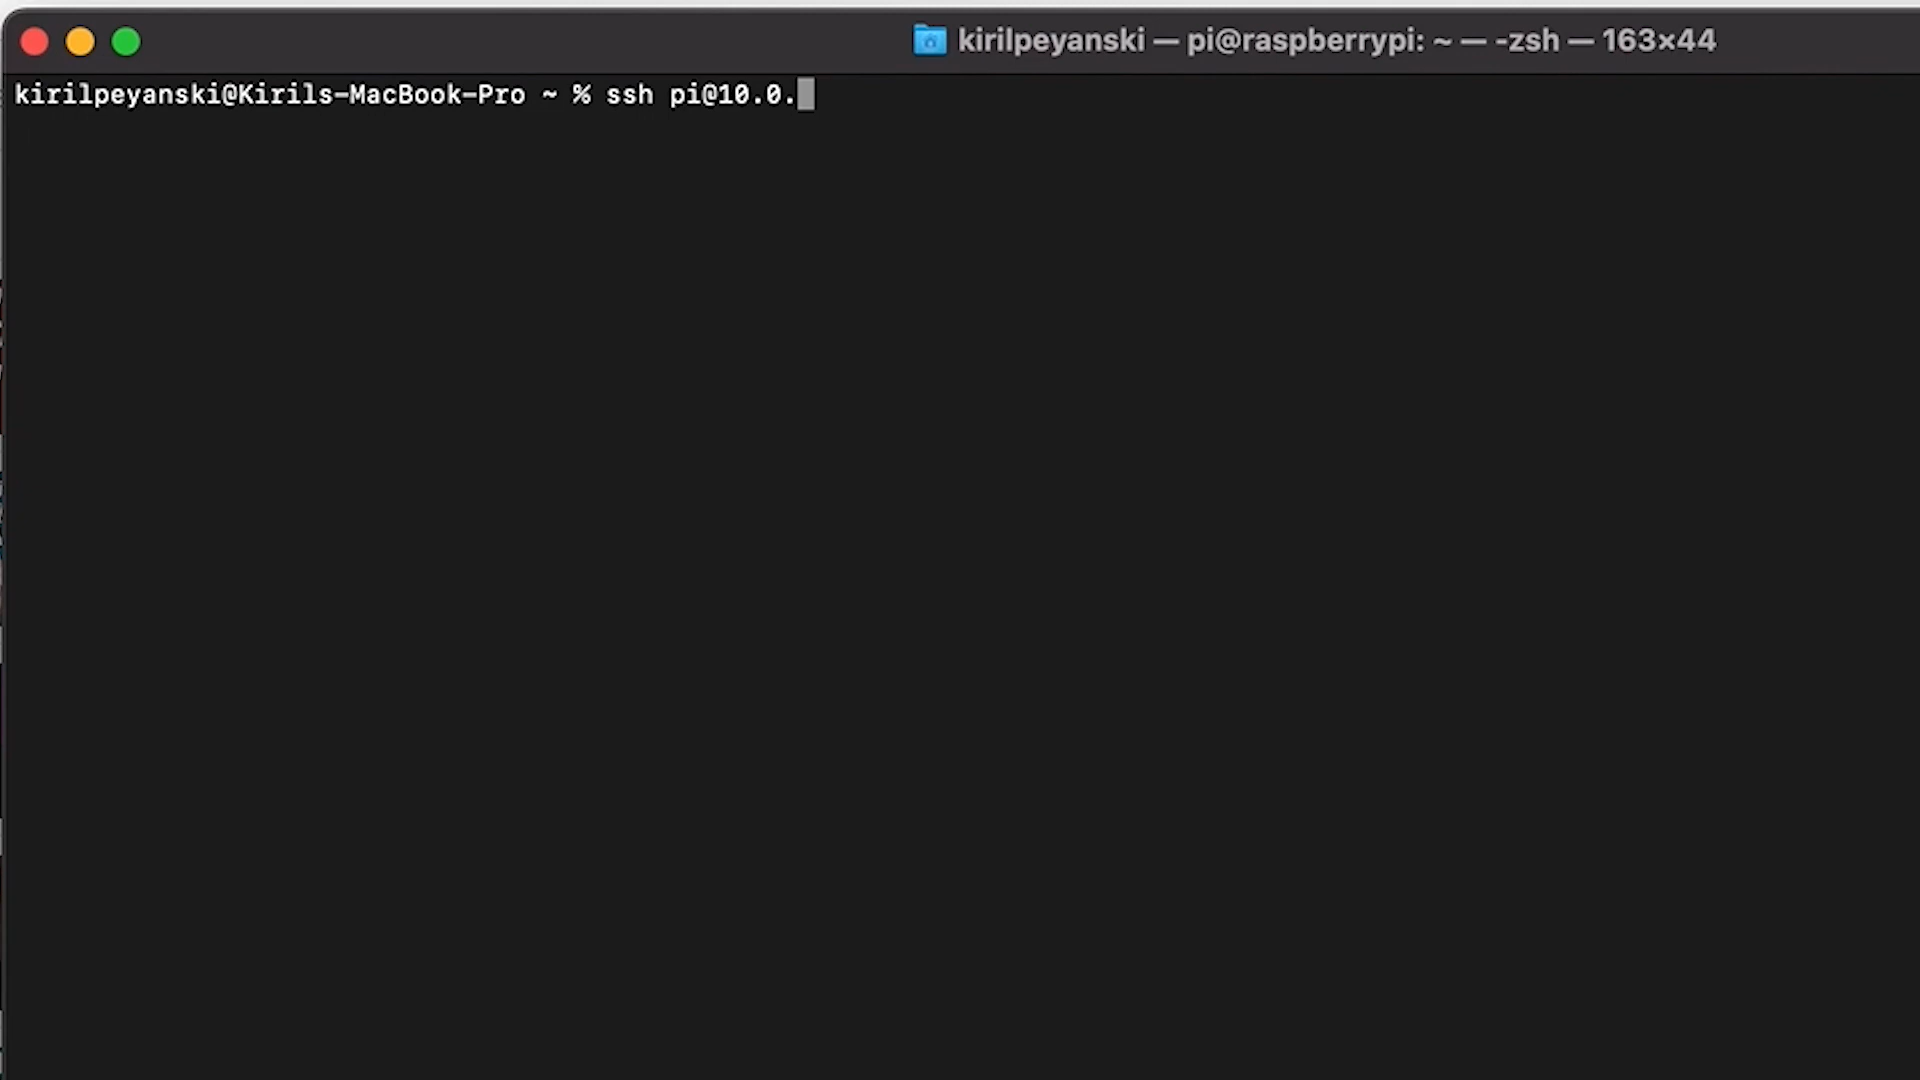 kirilpeyanski — pi@raspberrypi: ~ — -zsh — 163×44
kirilpeyanski@Kirils-MacBook-Pro ~ % ssh pi@10.0.